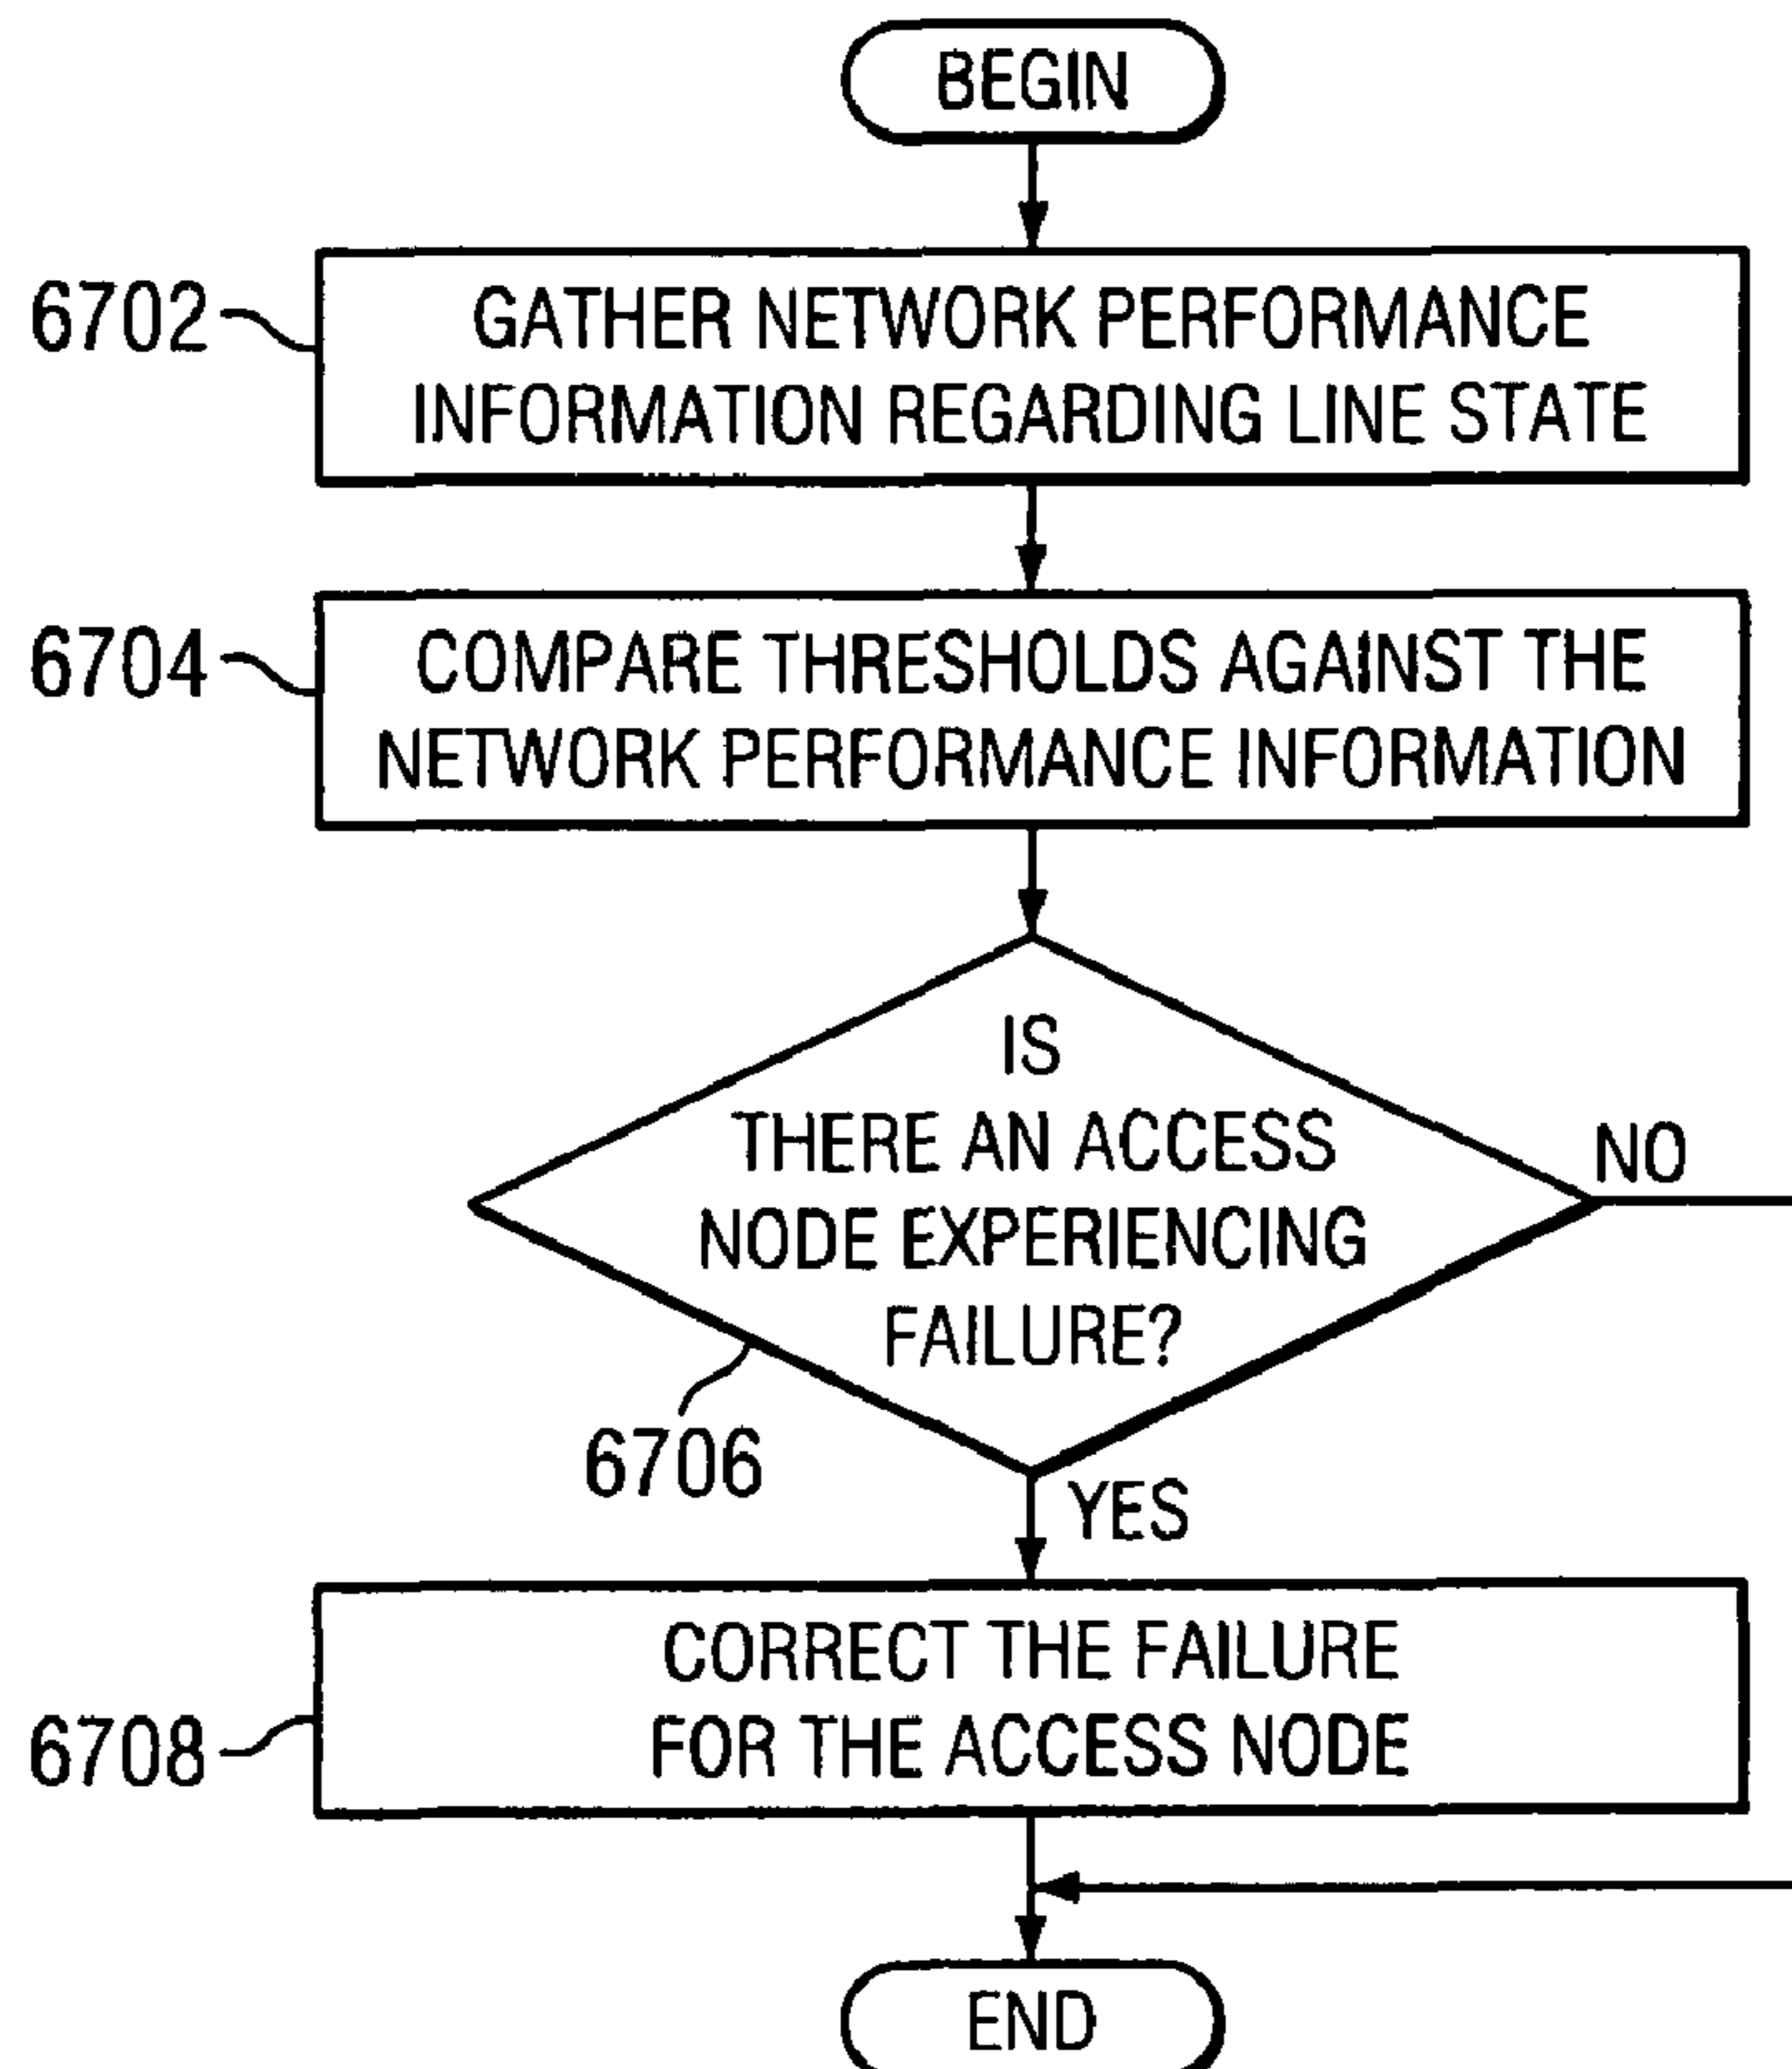 BEGIN
6702
GATHER NETWORK PERFORMANCE
INFORMATION REGARDING LINE STATE
6704
COMPARE THRESHOLDS AGAINST THE
NETWORK PERFORMANCE INFORMATION
IS
THERE AN ACCESS
NODE EXPERIENCING
FAILURE?
NO
6706
YES
6708
CORRECT THE FAILURE
FOR THE ACCESS NODE
END